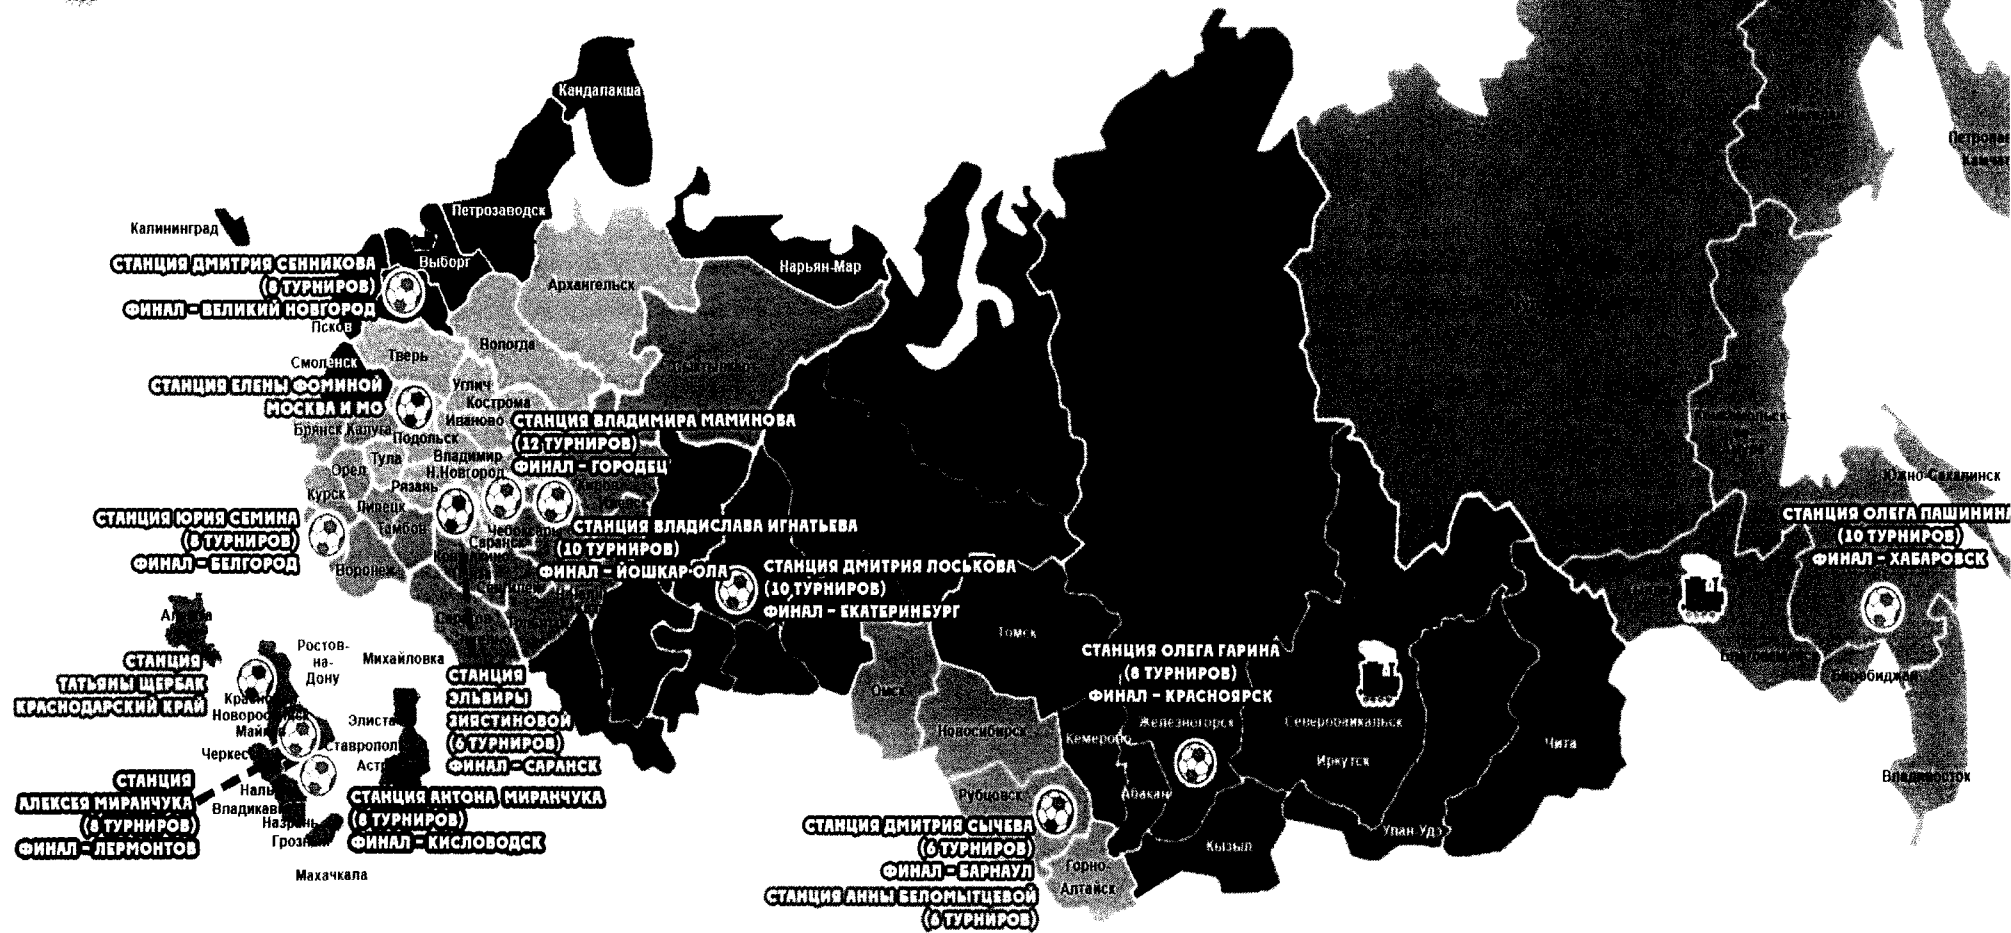 Кандалакша
Петрозаводск
Калининград
Выборг
СТАНЦИЯ ДМИТРИЯ СЕННИКОВА
(8 ТУРНИРОВ)
ФИНАЛ – ВЕЛИКИЙ НОВГОРОД
Псков
Архангельск
Нарьян-Мар
Вологда
Тверь
Смоленск
СТАНЦИЯ ЕЛЕНЫ ФОМИНОЙ
МОСКВА И МО
Углич
Кострома
Иваново
СТАНЦИЯ ВЛАДИМИРА МАМИНОВА
(12 ТУРНИРОВ)
ФИНАЛ – ГОРОДЕЦ
Брянск Калуга
Подольск
Владимир
Тула
Н.Новгород
Орел
Рязань
Курск
Липецк
Тамбов
СТАНЦИЯ ЮРИЯ СЕМИНА
(8 ТУРНИРОВ)
ФИНАЛ – БЕЛГОРОД
Воронеж
Саранск
СТАНЦИЯ ВЛАДИСЛАВА ИГНАТЬЕВА
(10 ТУРНИРОВ)
ФИНАЛ – ЙОШКАР-ОЛА
СТАНЦИЯ ДМИТРИЯ ЛОСЬКОВА
(10 ТУРНИРОВ)
ФИНАЛ – ЕКАТЕРИНБУРГ
Саратов
Ростов-
на-
Дону
Михайловка
СТАНЦИЯ
ТАТЬЯНЫ ЩЕРБАК
КРАСНОДАРСКИЙ КРАЙ
СТАНЦИЯ
ЭЛЬВИРЫ
ЗИЯСТИНОВОЙ
(6 ТУРНИРОВ)
ФИНАЛ – САРАНСК
Элиста
Ставрополь
СТАНЦИЯ
АЛЕКСЕЯ МИРАНЧУКА
(8 ТУРНИРОВ)
ФИНАЛ – ЛЕРМОНТОВ
СТАНЦИЯ АНТОНА МИРАНЧУКА
(8 ТУРНИРОВ)
ФИНАЛ – КИСЛОВОДСК
Назрань
Грозный
Махачкала
Томск
Омск
Новосибирск
Кемерово
Рубцовск
СТАНЦИЯ ОЛЕГА ГАРИНА
(8 ТУРНИРОВ)
ФИНАЛ – КРАСНОЯРСК
Железногорск
Абакан
Кызыл
СТАНЦИЯ ДМИТРИЯ СЫЧЕВА
(6 ТУРНИРОВ)
ФИНАЛ – БАРНАУЛ
СТАНЦИЯ АННЫ БЕЛОМЫТЦЕВОЙ
(6 ТУРНИРОВ)
Горно-
Алтайск
Северобайкальск
Иркутск
Улан-Удэ
Чита
Южно-Сахалинск
СТАНЦИЯ ОЛЕГА ПАШИНИНА
(10 ТУРНИРОВ)
ФИНАЛ – ХАБАРОВСК
Биробиджан
Владивосток